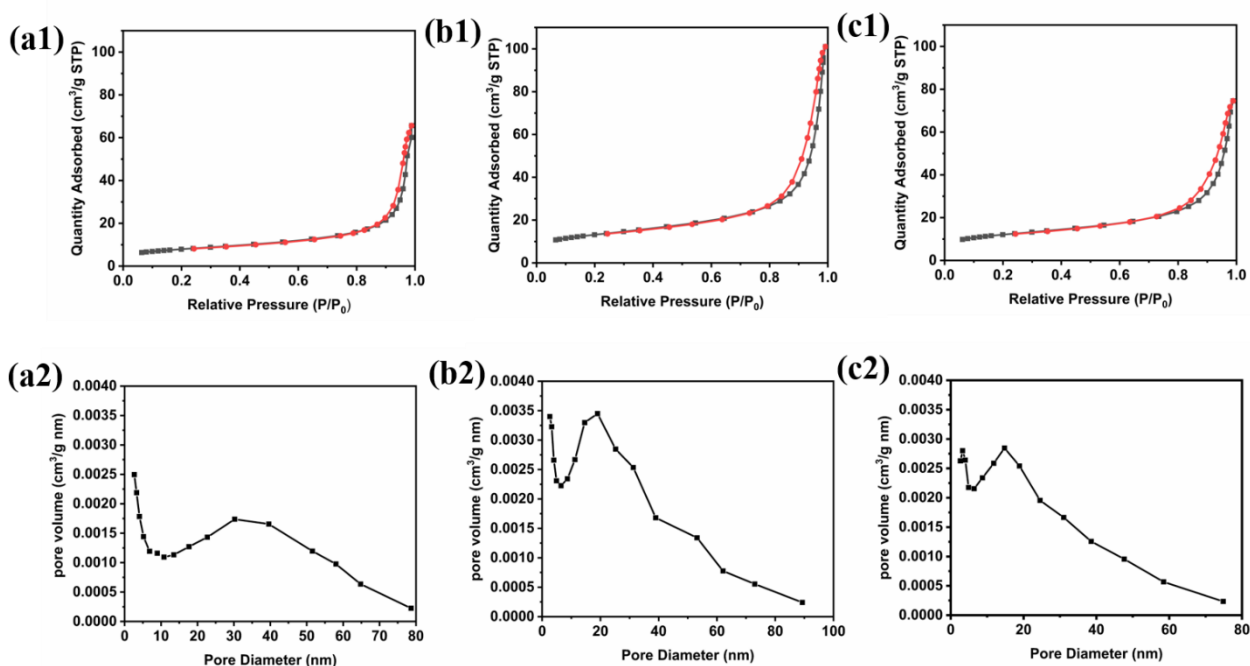 (a1)
Quantity Adsorbed (cm³/g STP)
100
80
60
40
20
0
0.0 0.2 0.4 0.6 0.8 1.0
Relative Pressure (P/P₀)
(b1)
Quantity Adsorbed (cm³/g STP)
100
80
60
40
20
0
0.0 0.2 0.4 0.6 0.8 1.0
Relative Pressure (P/P₀)
(c1)
Quantity Adsorbed (cm³/g STP)
100
80
60
40
20
0
0.0 0.2 0.4 0.6 0.8 1.0
Relative Pressure (P/P₀)
(a2)
pore volume (cm³/g nm)
0.0040
0.0035
0.0030
0.0025
0.0020
0.0015
0.0010
0.0005
0.0000
0 10 20 30 40 50 60 70 80
Pore Diameter (nm)
(b2)
pore volume (cm³/g nm)
0.0040
0.0035
0.0030
0.0025
0.0020
0.0015
0.0010
0.0005
0.0000
0 20 40 60 80 100
Pore Diameter (nm)
(c2)
pore volume (cm³/g nm)
0.0040
0.0035
0.0030
0.0025
0.0020
0.0015
0.0010
0.0005
0.0000
0 20 40 60 80
Pore Diameter (nm)